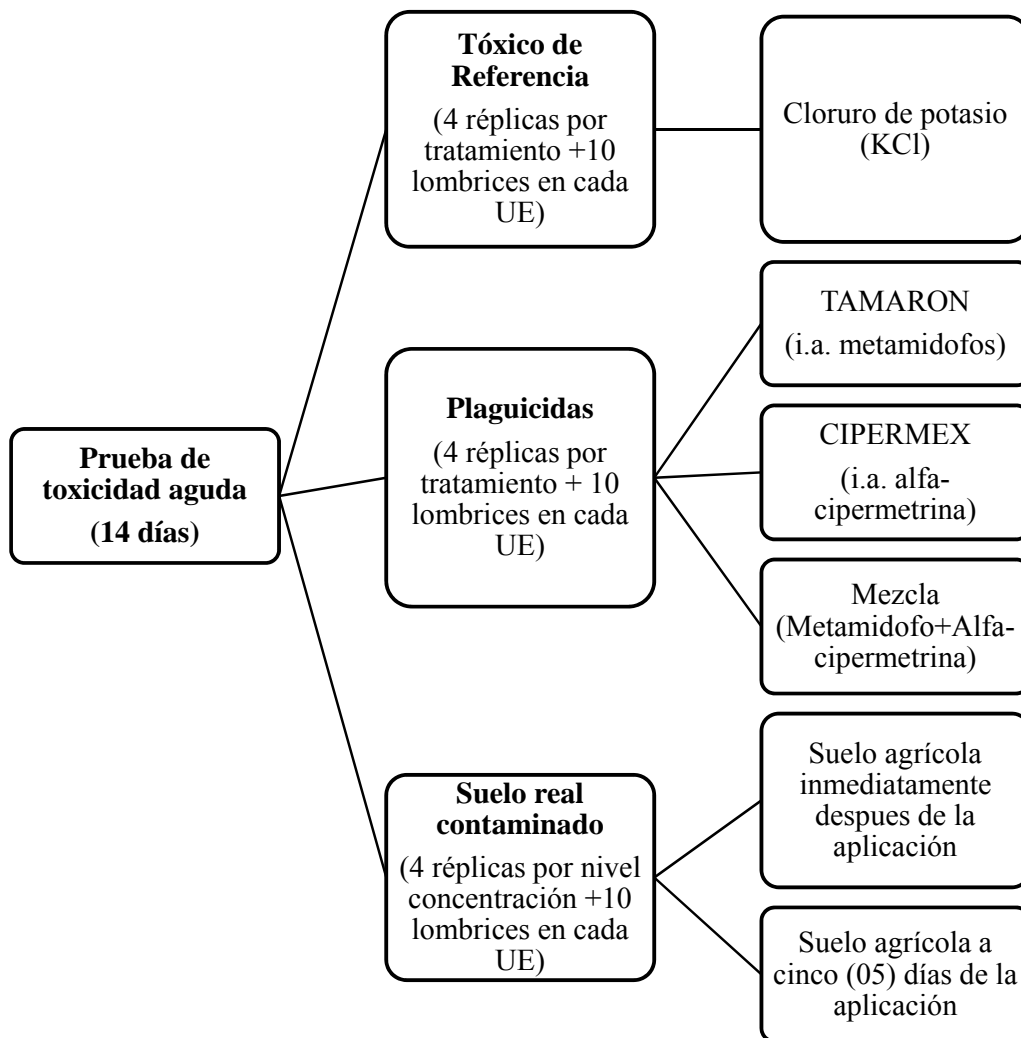 Tóxico de
Referencia
(4 réplicas por
tratamiento +10
lombrices en cada
UE)
Cloruro de potasio
(KCl)
TAMARON
(i.a. metamidofos)
Plaguicidas
(4 réplicas por
tratamiento + 10
lombrices en cada
UE)
CIPERMEX
(i.a. alfa-
cipermetrina)
Prueba de
toxicidad aguda
(14 días)
Mezcla
(Metamidofo+Alfa-
cipermetrina)
Suelo real
contaminado
(4 réplicas por nivel
concentración +10
lombrices en cada
UE)
Suelo agrícola
inmediatamente
despues de la
aplicación
Suelo agrícola a
cinco (05) días de la
aplicación